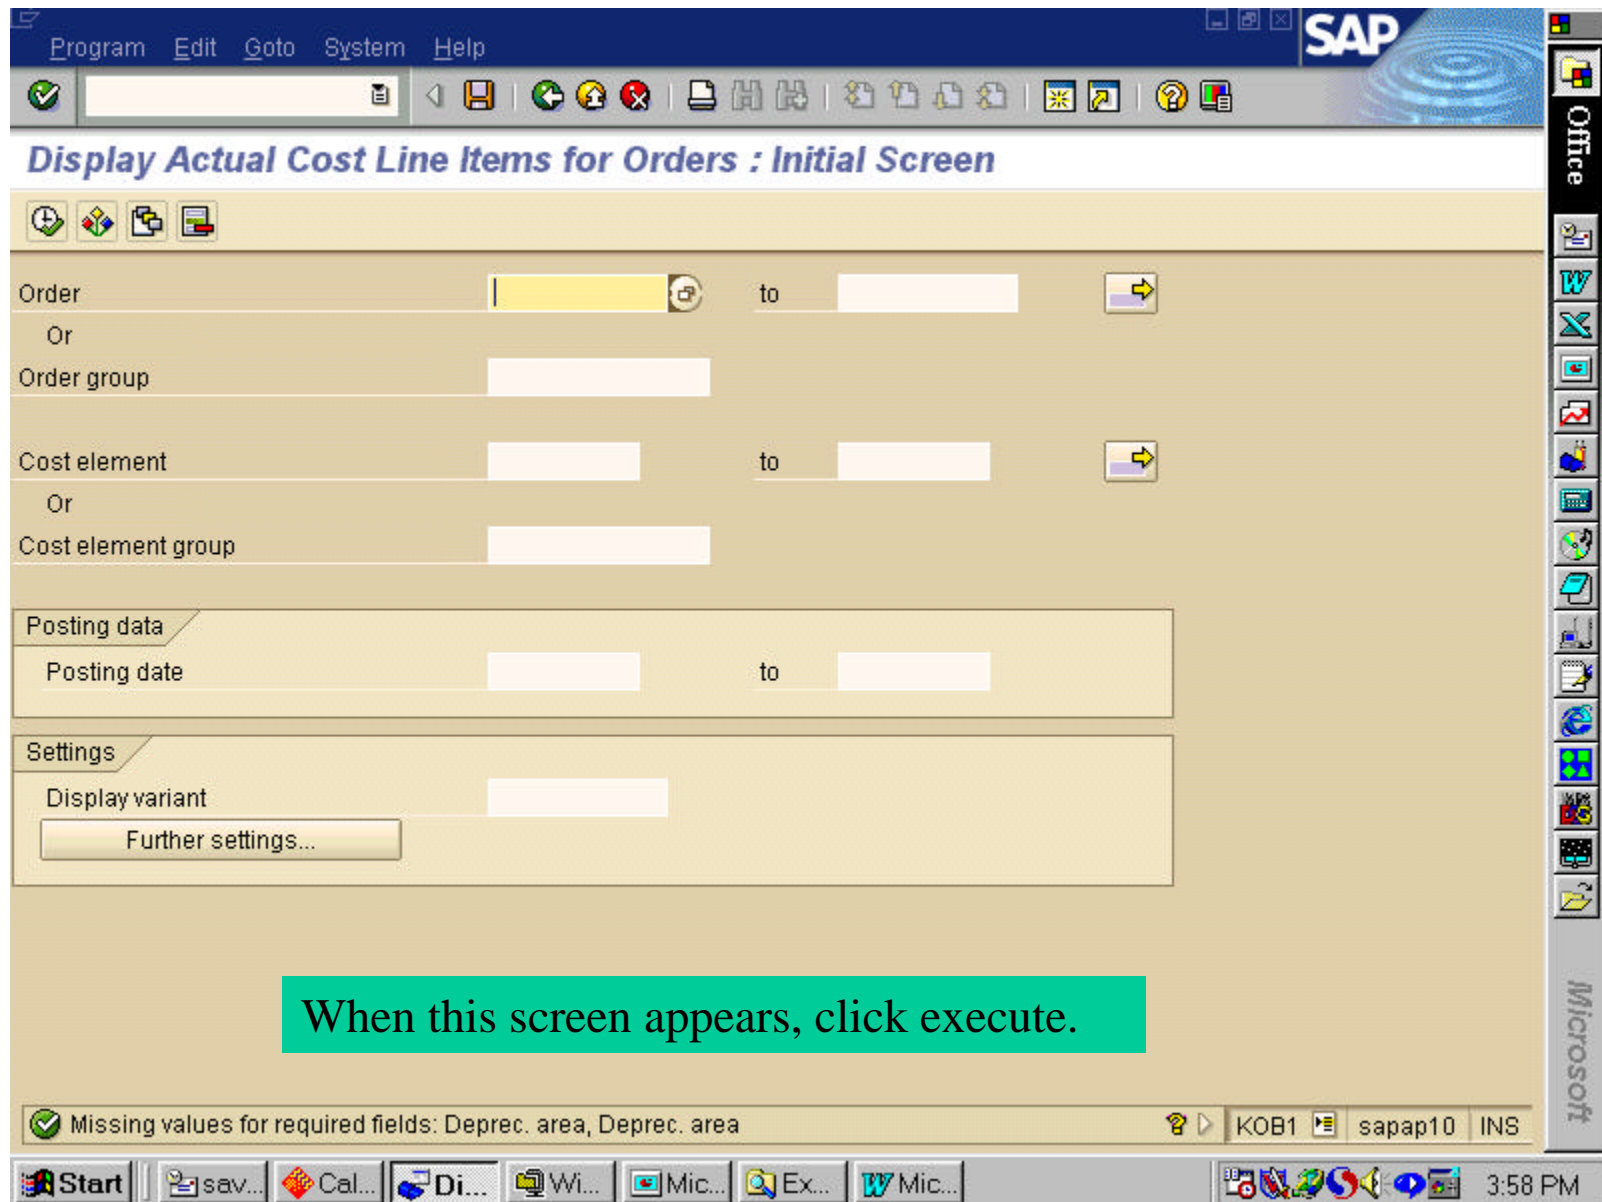 Program Edit Goto System Help
SAP
Display Actual Cost Line Items for Orders : Initial Screen
Order to
Or
Order group
Cost element to
Or
Cost element group
Posting data
Posting date to
Settings
Display variant
Further settings...
When this screen appears, click execute.
Missing values for required fields: Deprec. area, Deprec. area KOB1 sapap10 INS
Start sav... Cal... Di... Wi... Mic... Ex... Mic... 3:58 PM
Office
Microsoft